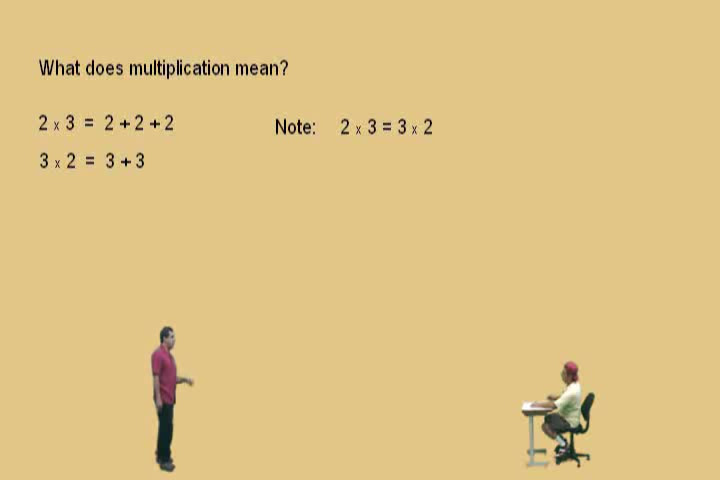 What does multiplication mean?
2 x 3 = 2 + 2 + 2
Note: 2 x 3 = 3 x 2
3 x 2 = 3 + 3